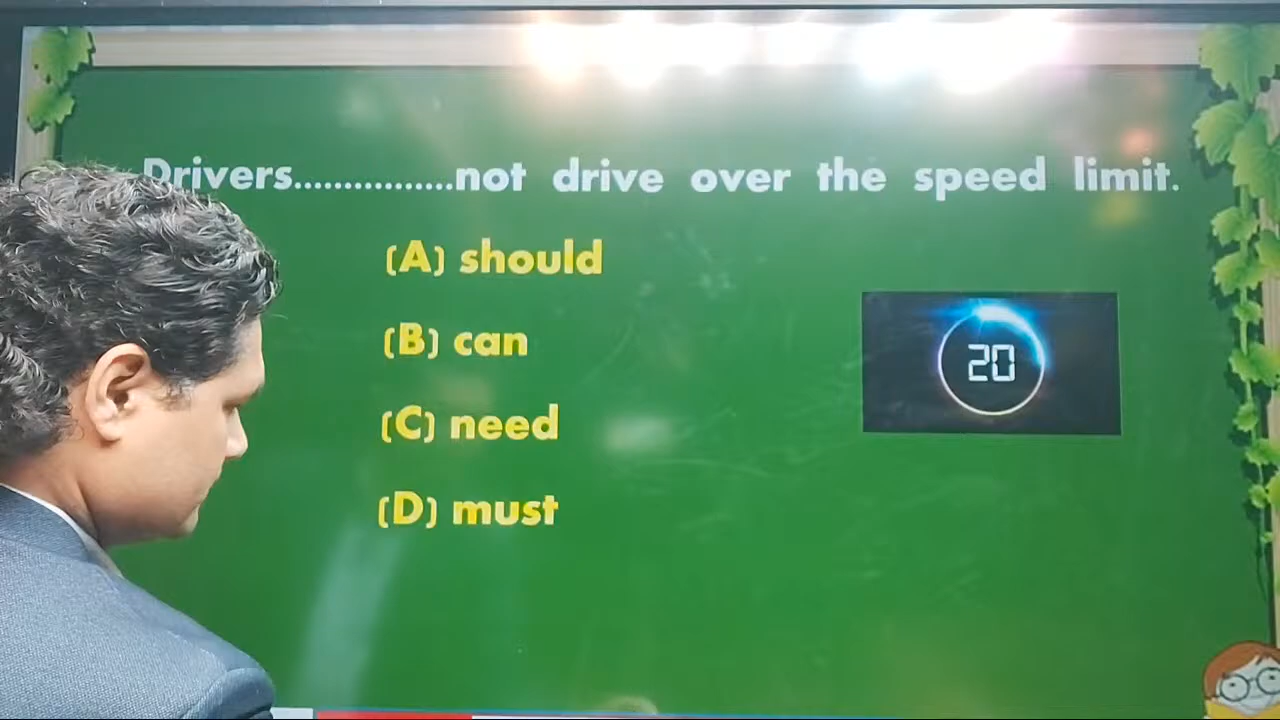 Drivers................not drive over the speed limit.
(A) should
(B) can
(C) need
(D) must
20